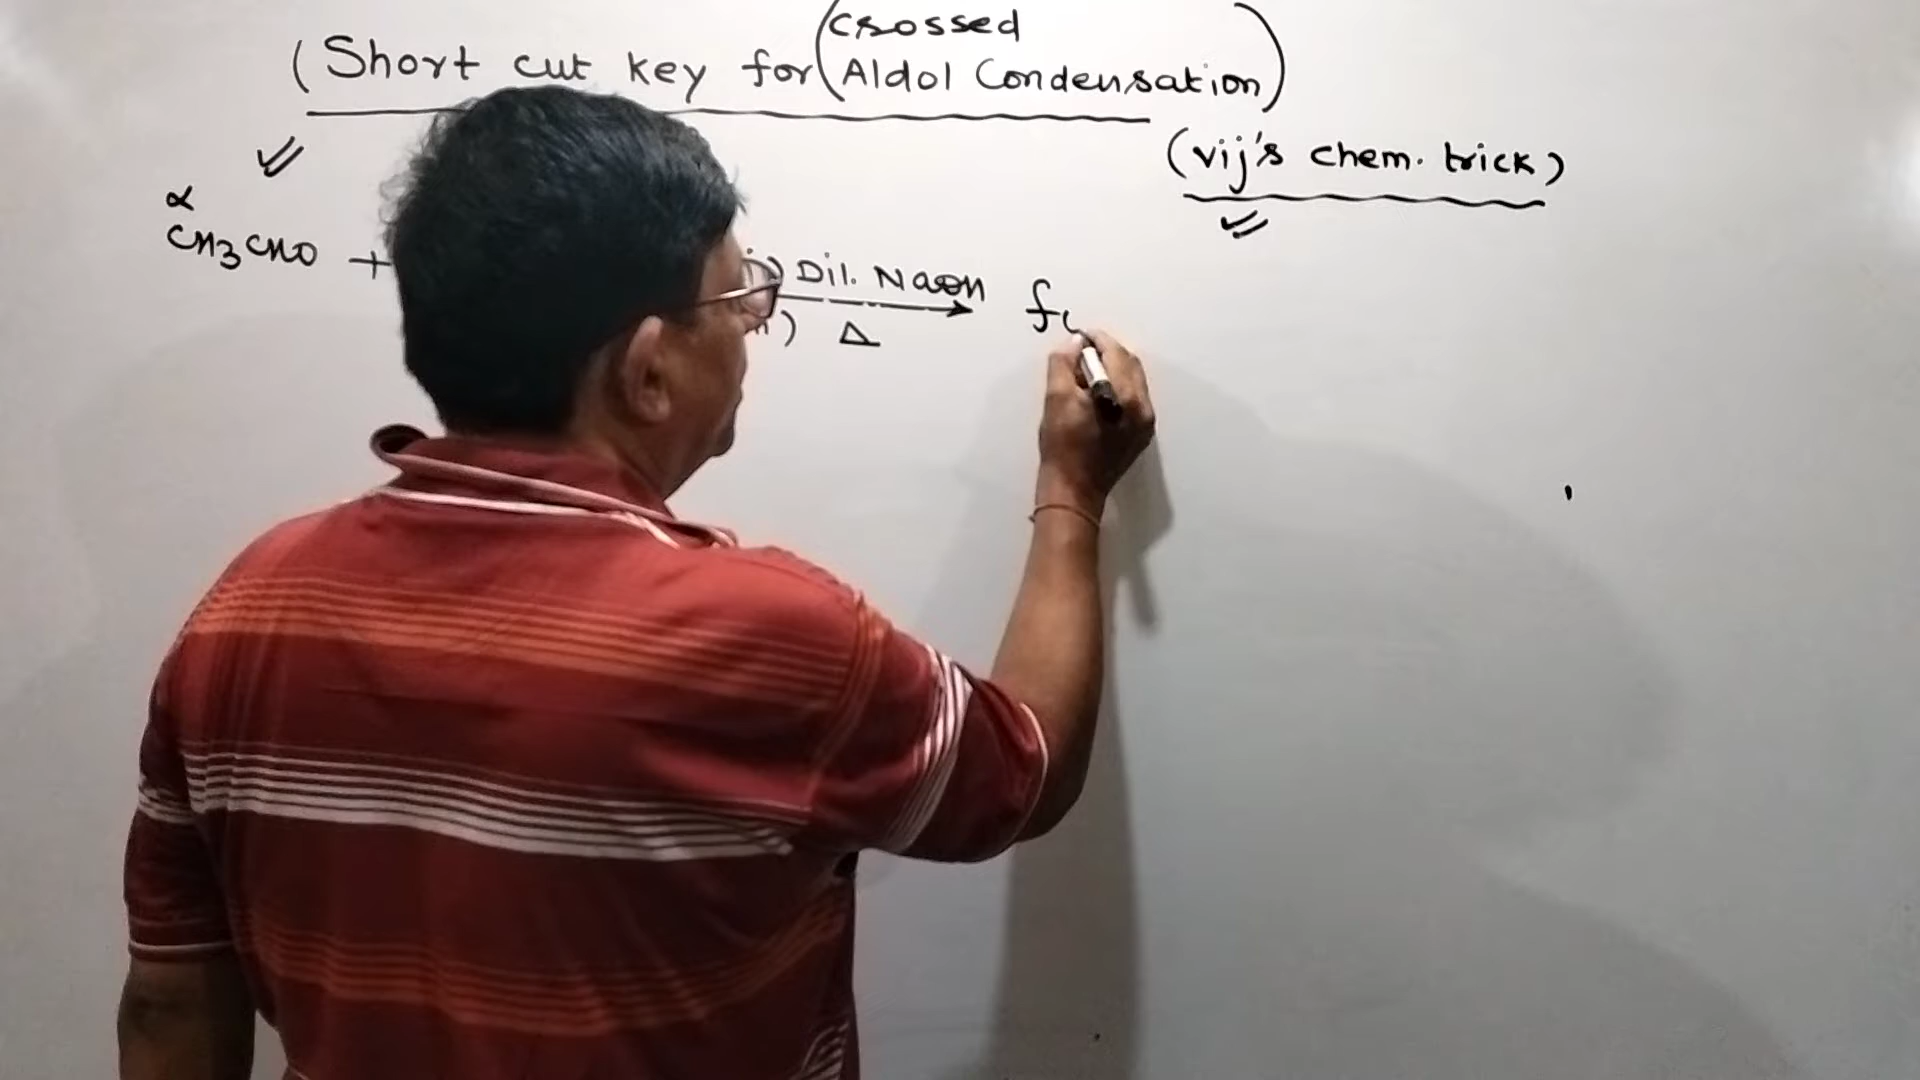 crossed
(Short cut key for (Aldol Condensation)
(vij's chem. trick)
α
CH3CHO +
i) Dil. NaOH
) Δ